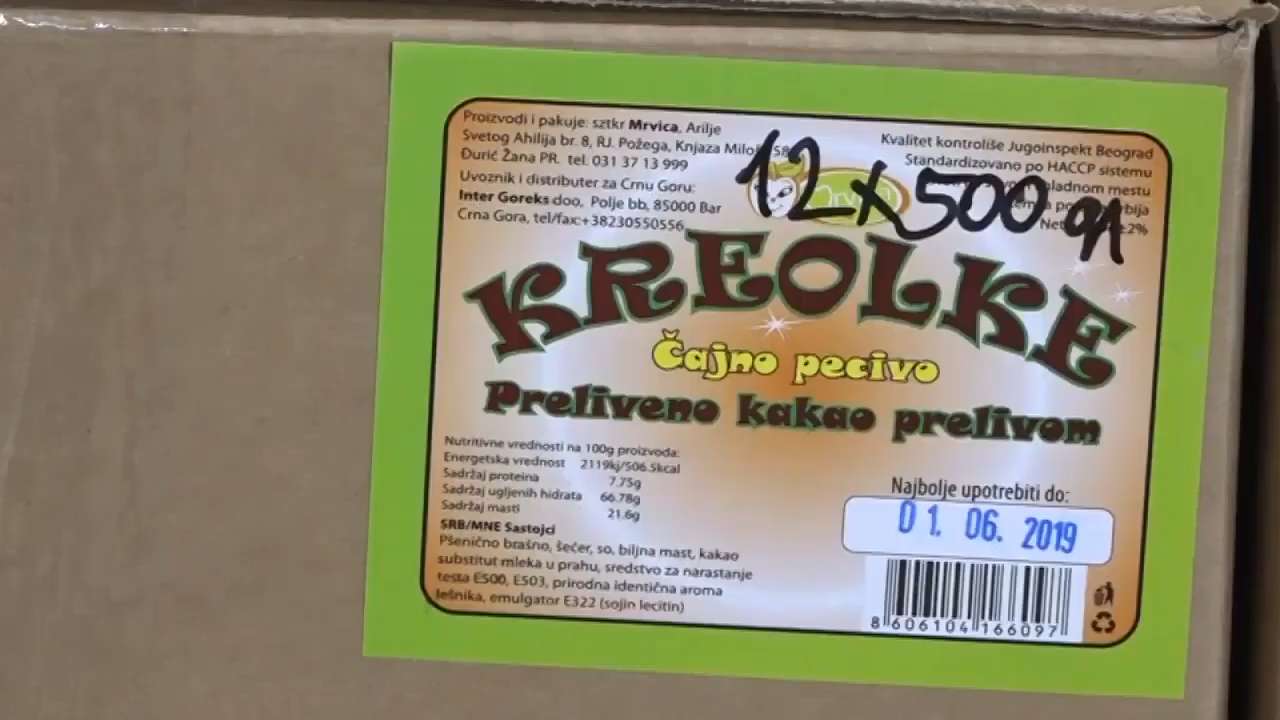 Proizvodi i pakuje: sztkr Mrvica, Arilje
Svetog Ahilija br. 8, RJ. Požega, Knjaza 58
Đurić Žana PR. tel. 031 37 13 999
Uvoznik i distributer za Crnu Goru:
Inter Goreks doo, Polje bb, 85000 Bar
Crna Gora, tel/fax:+38230550556
Kvalitet kontroliše Jugoinspekt Beograd
Standardizovano po HACCP sistemu
mestu
12 x 500 gr
KREOLKE
Čajno pecivo
Preliveno kakao prelivom
Nutritivne vrednosti na 100g proizvoda:
Energetska vrednost 2119kj/506.5kcal
Sadržaj proteina 7.75g
Sadržaj ugljenih hidrata 66.78g
Sadržaj masti 21.6g
SRB/MNE Sastojci
Pšenično brašno, šećer, so, biljna mast, kakao
substitut mleka u prahu, sredstvo za narastanje
testa E500, E503, prirodna identična aroma
lešnika, emulgator E322 (sojin lecitin)
Najbolje upotrebiti do:
01. 06. 2019
8 606104 166097